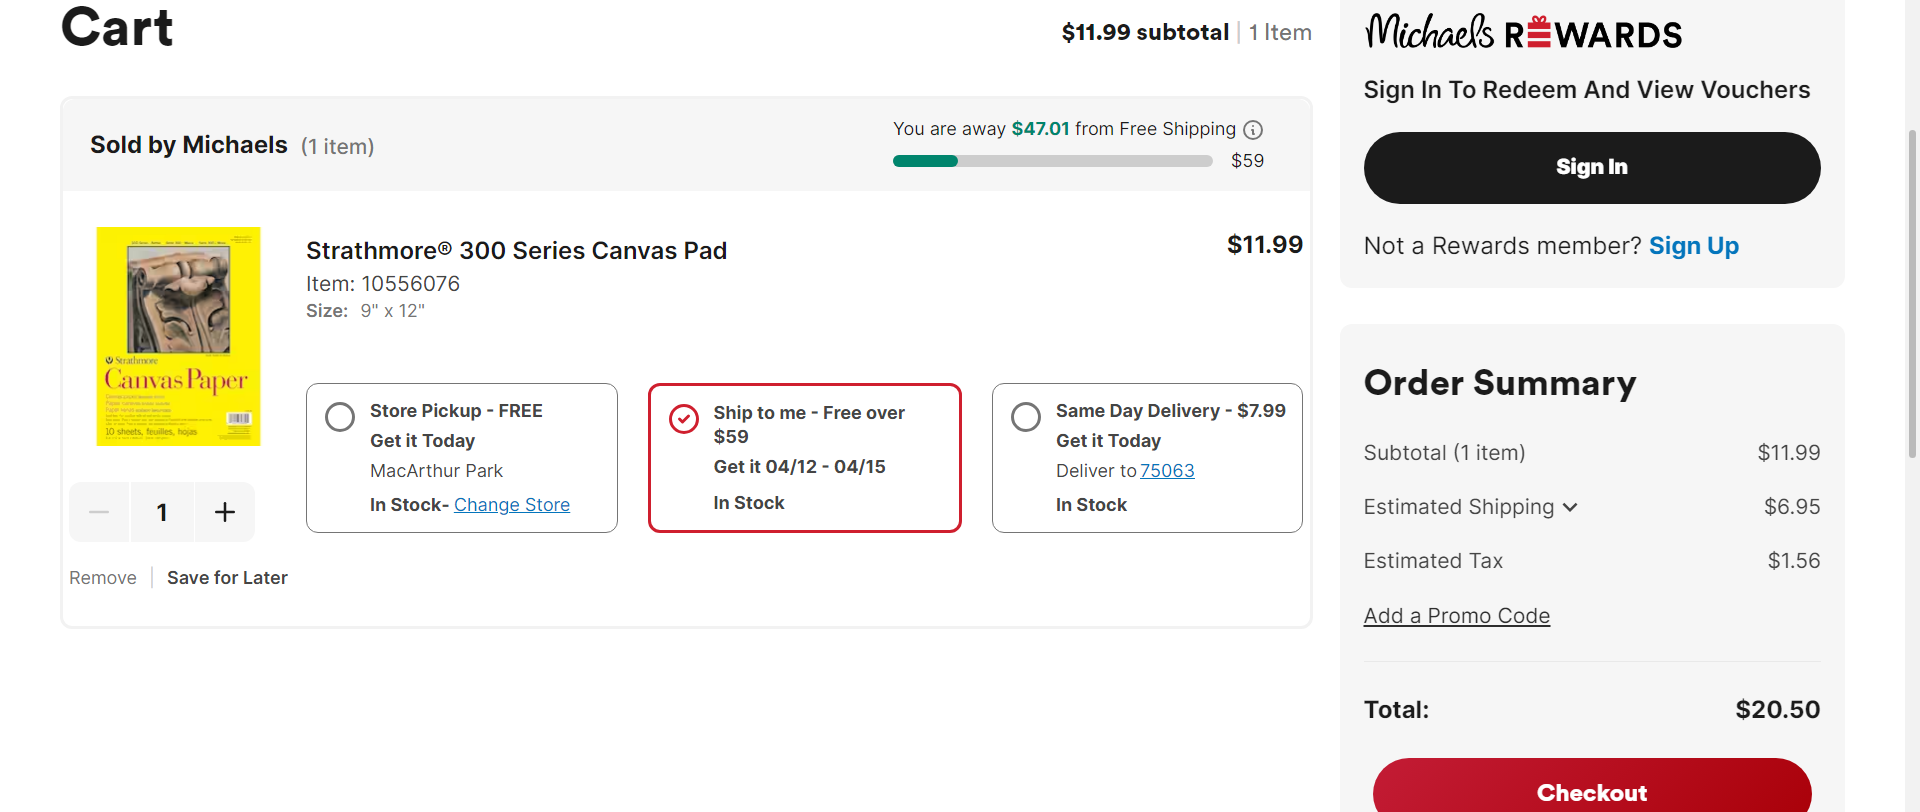 Cart
$11.99 subtotal | 1 Item
Sold by Michaels (1 item)
You are away $47.01 from Free Shipping
$59
Strathmore
Canvas Paper
10 sheets, feuilles, hojas
Strathmore® 300 Series Canvas Pad
$11.99
Item: 10556076
Size: 9" x 12"
Store Pickup - FREE
Get it Today
MacArthur Park
In Stock- Change Store
Ship to me - Free over
$59
Get it 04/12 - 04/15
In Stock
Same Day Delivery - $7.99
Get it Today
Deliver to 75063
In Stock
1
Remove
Save for Later
Michaels REWARDS
Sign In To Redeem And View Vouchers
Sign In
Not a Rewards member? Sign Up
Order Summary
Subtotal (1 item) $11.99
Estimated Shipping $6.95
Estimated Tax $1.56
Add a Promo Code
Total: $20.50
Checkout